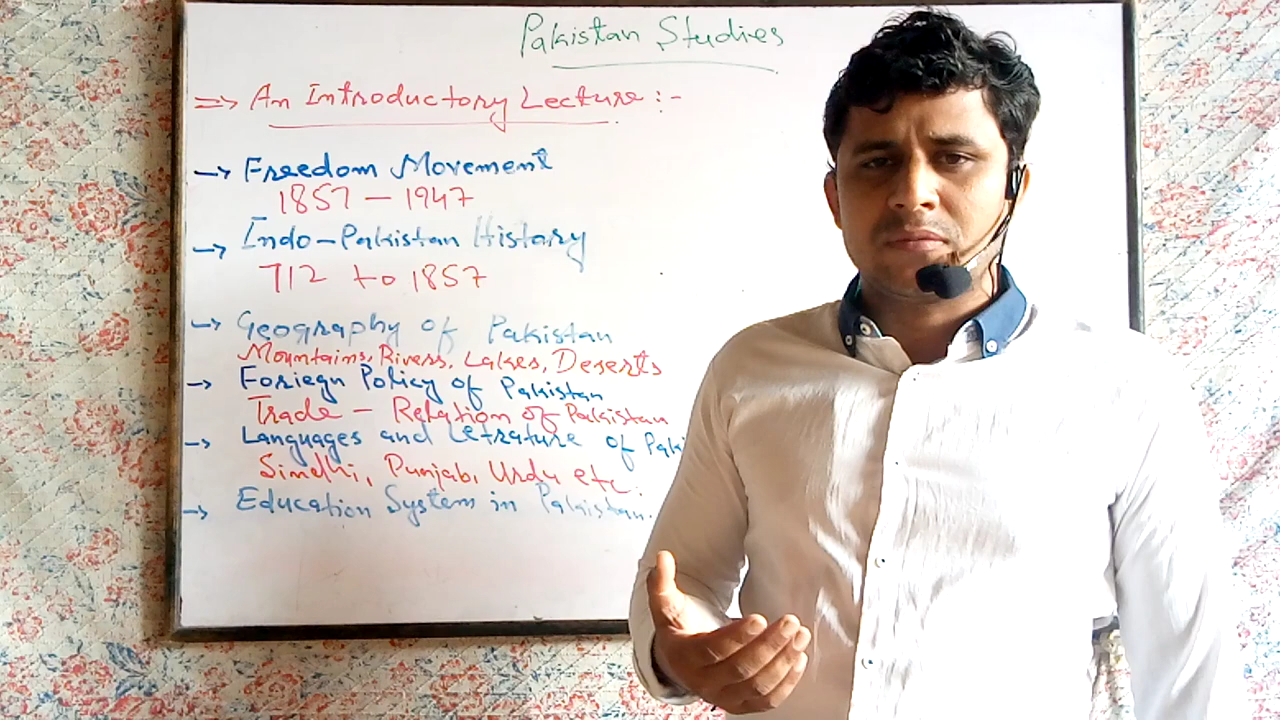 Pakistan Studies
=> An Introductory Lecture :-
-> Freedom Movement
1857 - 1947
-> Indo-Pakistan History
712 to 1857
-> Geography of Pakistan
Mountains, Rivers, Lakes, Deserts
-> Foriegn Policy of Pakistan
Trade - Relation of Pakistan
-> Languages and Letrature of Paki
Sindhi, Punjabi, Urdu etc.
-> Education System in Pakistan.